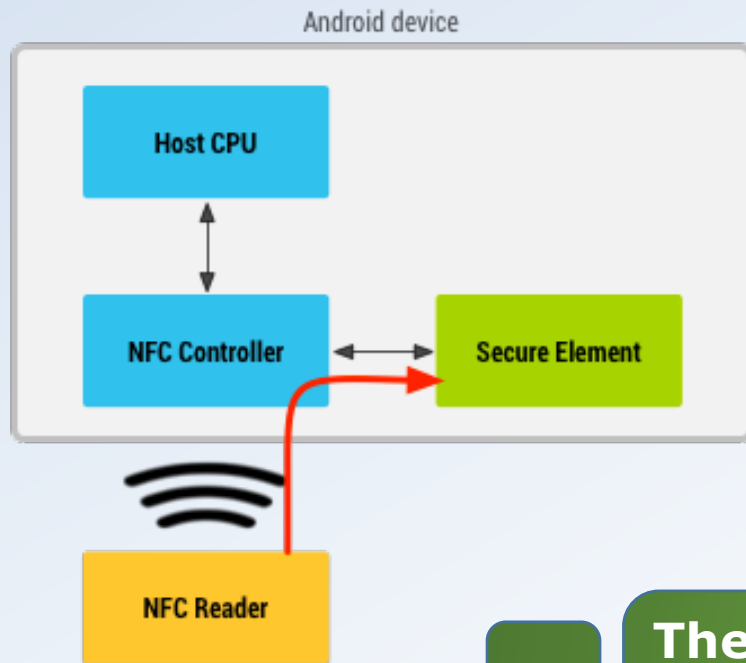 Android device
Host CPU
NFC Controller
Secure Element
NFC Reader
The